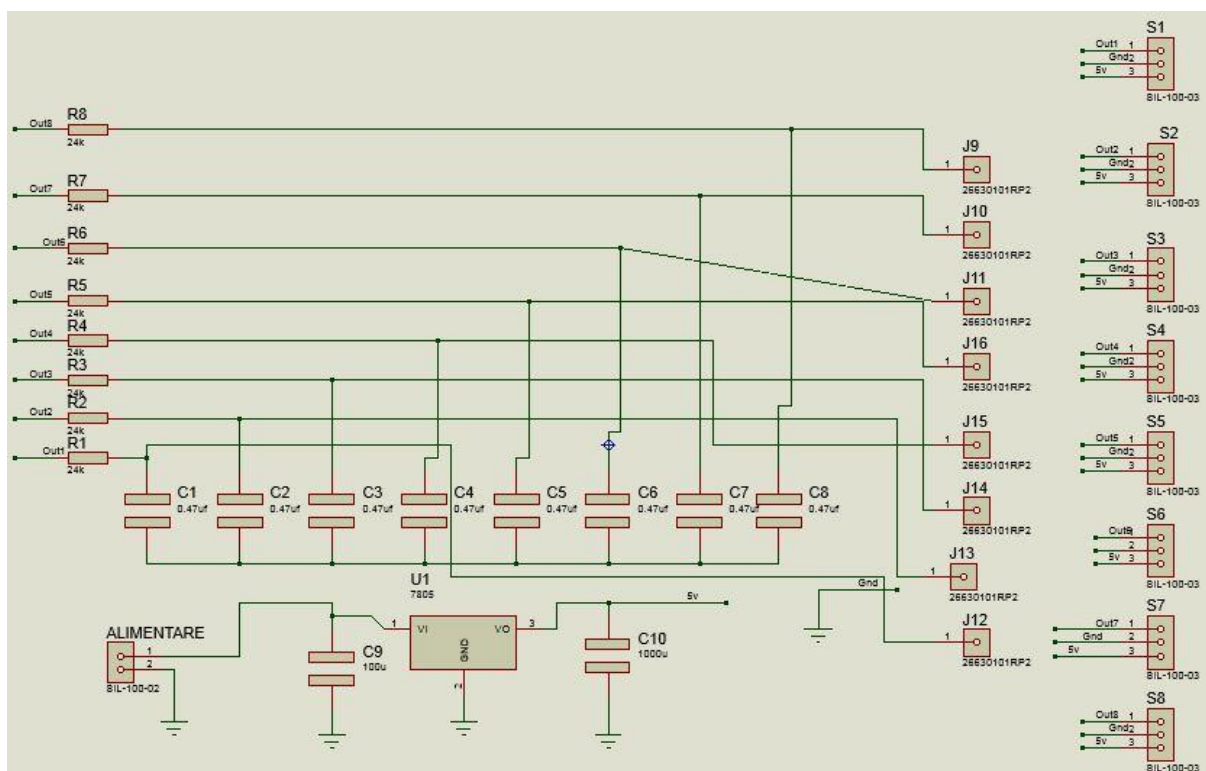 S1
Out1 1
Gnd 2
5v 3
SIL-100-03
R8
Out8
24k
J9
1
26630101RP2
S2
Out2 1
Gnd 2
5v 3
SIL-100-03
R7
Out7
24k
J10
1
26630101RP2
R6
Out6
24k
J11
1
26630101RP2
S3
Out3 1
Gnd 2
5v 3
SIL-100-03
R5
Out5
24k
J16
1
26630101RP2
R4
Out4
24k
S4
Out4 1
Gnd 2
5v 3
SIL-100-03
R3
Out3
24k
R2
Out2
24k
R1
Out1
24k
J15
1
26630101RP2
S5
Out5 1
Gnd 2
5v 3
SIL-100-03
C1
0.47uf
C2
0.47uf
C3
0.47uf
C4
0.47uf
C5
0.47uf
C6
0.47uf
C7
0.47uf
C8
0.47uf
J14
1
26630101RP2
S6
1
2
5v 3
SIL-100-03
J13
1
26630101RP2
Gnd
U1
7805
1 VI
VO 3
GND
2
5v
ALIMENTARE
1
2
SIL-100-02
C9
100u
C10
1000u
J12
1
26630101RP2
S7
Out7 1
Gnd 2
5v 3
SIL-100-03
S8
Out8 1
Gnd 2
5v 3
SIL-100-03